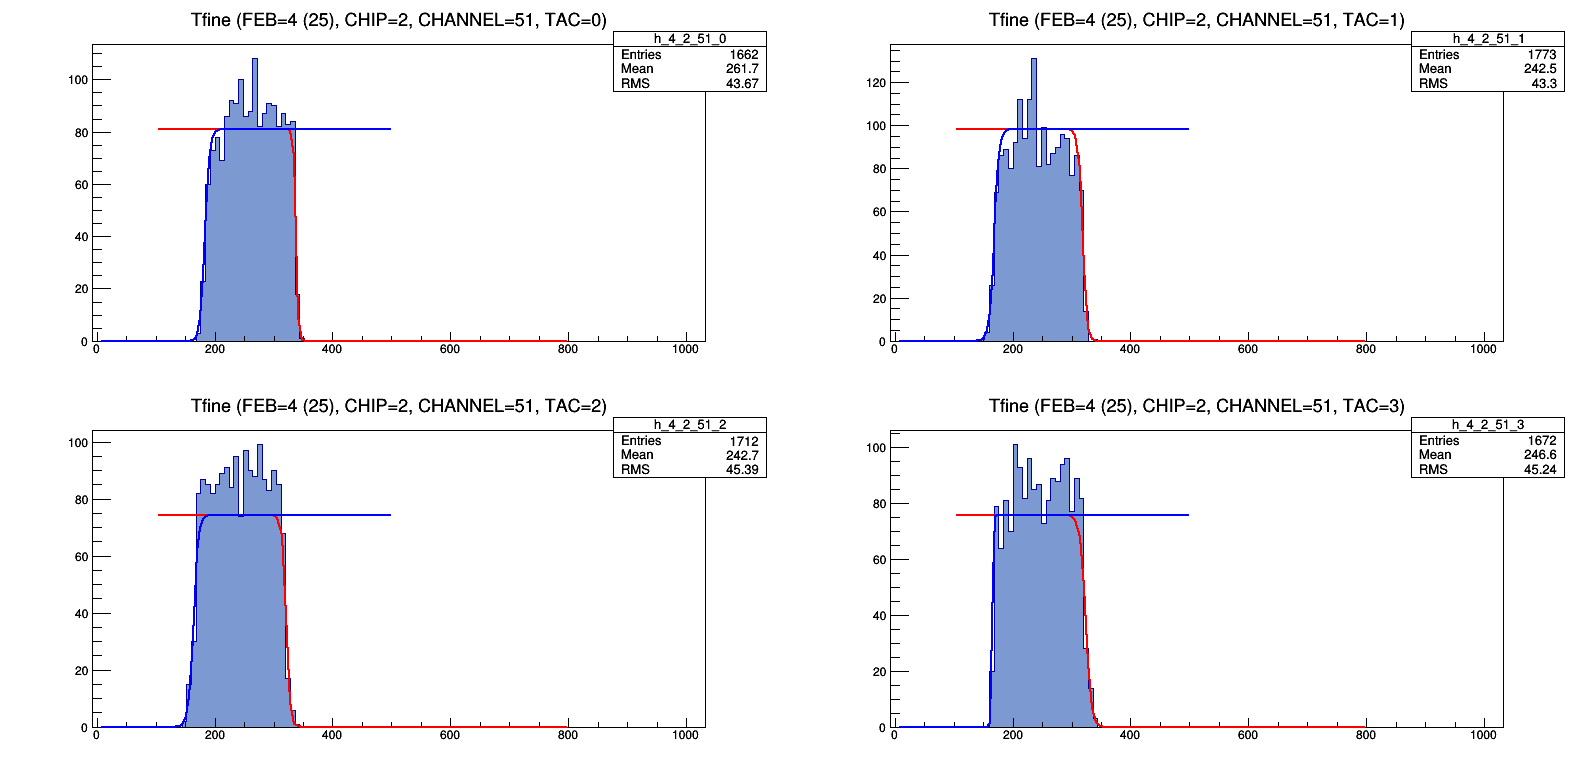 Tfine (FEB=4 (25), CHIP=2, CHANNEL=51, TAC=0)
h_4_2_51_0
Entries 1662
Mean 261.7
RMS 43.67
100
80
60
40
20
0
0 200 400 600 800 1000
Tfine (FEB=4 (25), CHIP=2, CHANNEL=51, TAC=1)
h_4_2_51_1
Entries 1773
Mean 242.5
RMS 43.3
120
100
80
60
40
20
0
0 200 400 600 800 1000
Tfine (FEB=4 (25), CHIP=2, CHANNEL=51, TAC=2)
h_4_2_51_2
Entries 1712
Mean 242.7
RMS 45.39
100
80
60
40
20
0
0 200 400 600 800 1000
Tfine (FEB=4 (25), CHIP=2, CHANNEL=51, TAC=3)
h_4_2_51_3
Entries 1672
Mean 246.6
RMS 45.24
100
80
60
40
20
0
0 200 400 600 800 1000